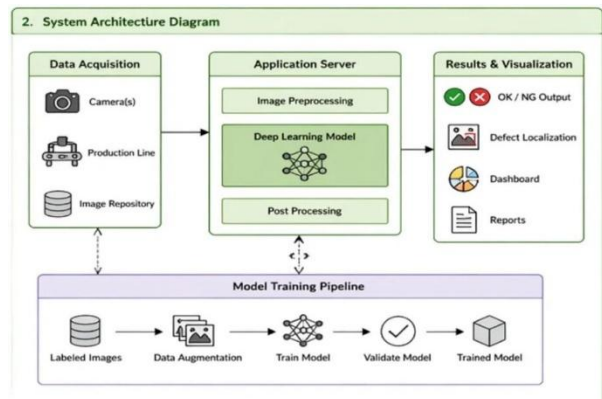 2. System Architecture Diagram
Data Acquisition
Camera(s)
Production Line
Image Repository
Application Server
Image Preprocessing
Deep Learning Model
Post Processing
Results & Visualization
OK / NG Output
Defect Localization
Dashboard
Reports
Model Training Pipeline
Labeled Images
Data Augmentation
Train Model
Validate Model
Trained Model